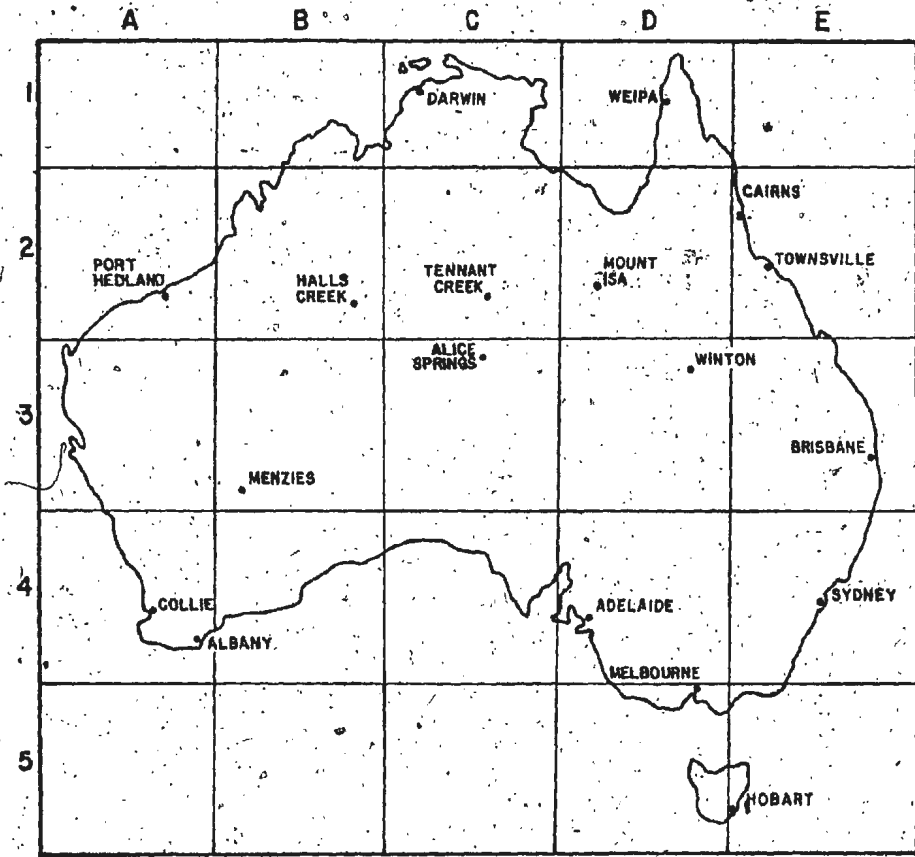 A B C D E
1
DARWIN
WEIPA
CAIRNS
2
PORT
HEDLAND
HALLS
CREEK
TENNANT
CREEK
MOUNT
ISA
TOWNSVILLE
ALICE
SPRINGS
WINTON
3
BRISBANE
MENZIES
4
COLLIE
ALBANY
ADELAIDE
SYDNEY
MELBOURNE
5
HOBART